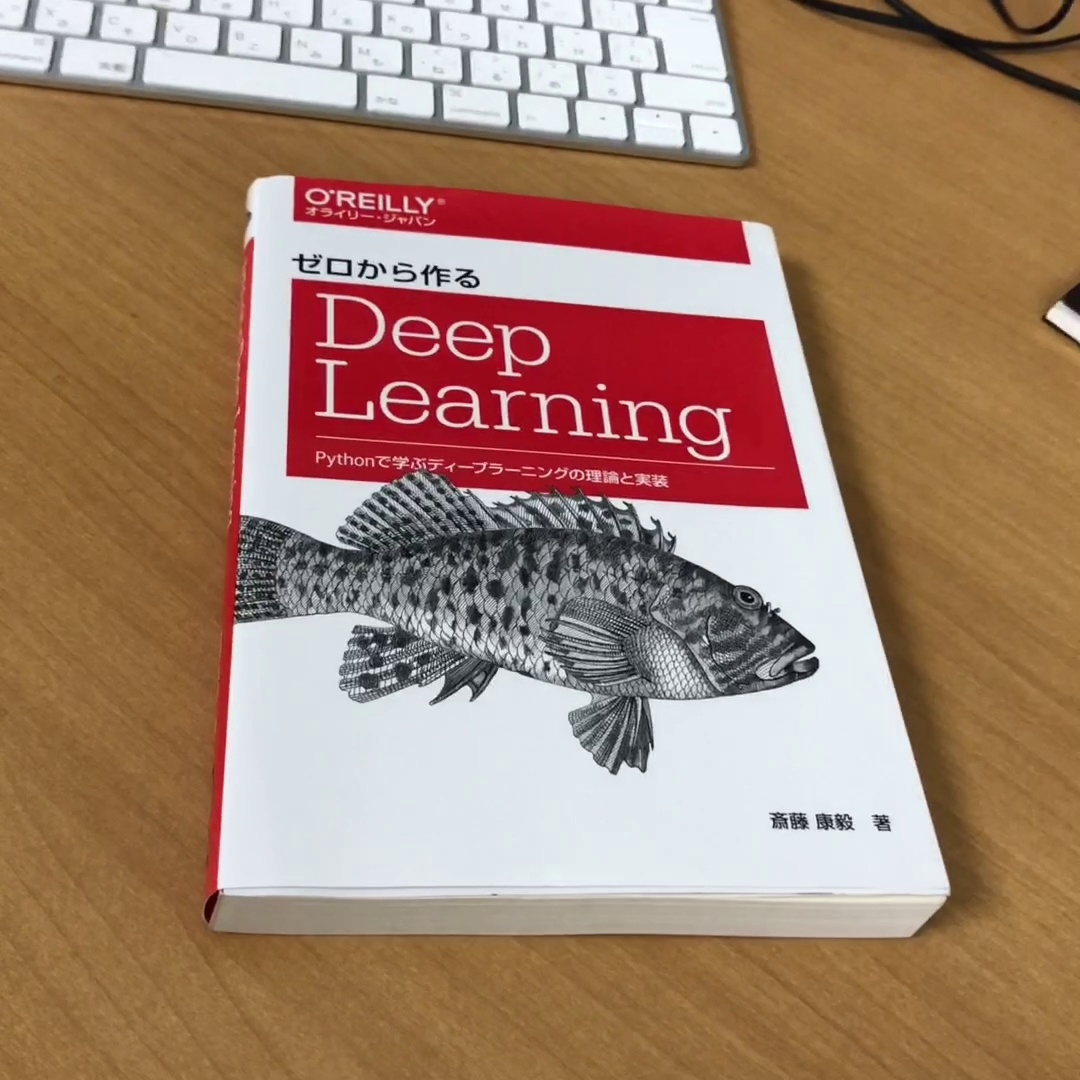 O'REILLY®
オライリー・ジャパン
ゼロから作る
Deep
Learning
Pythonで学ぶディープラーニングの理論と実装
斎藤 康毅　著
かな